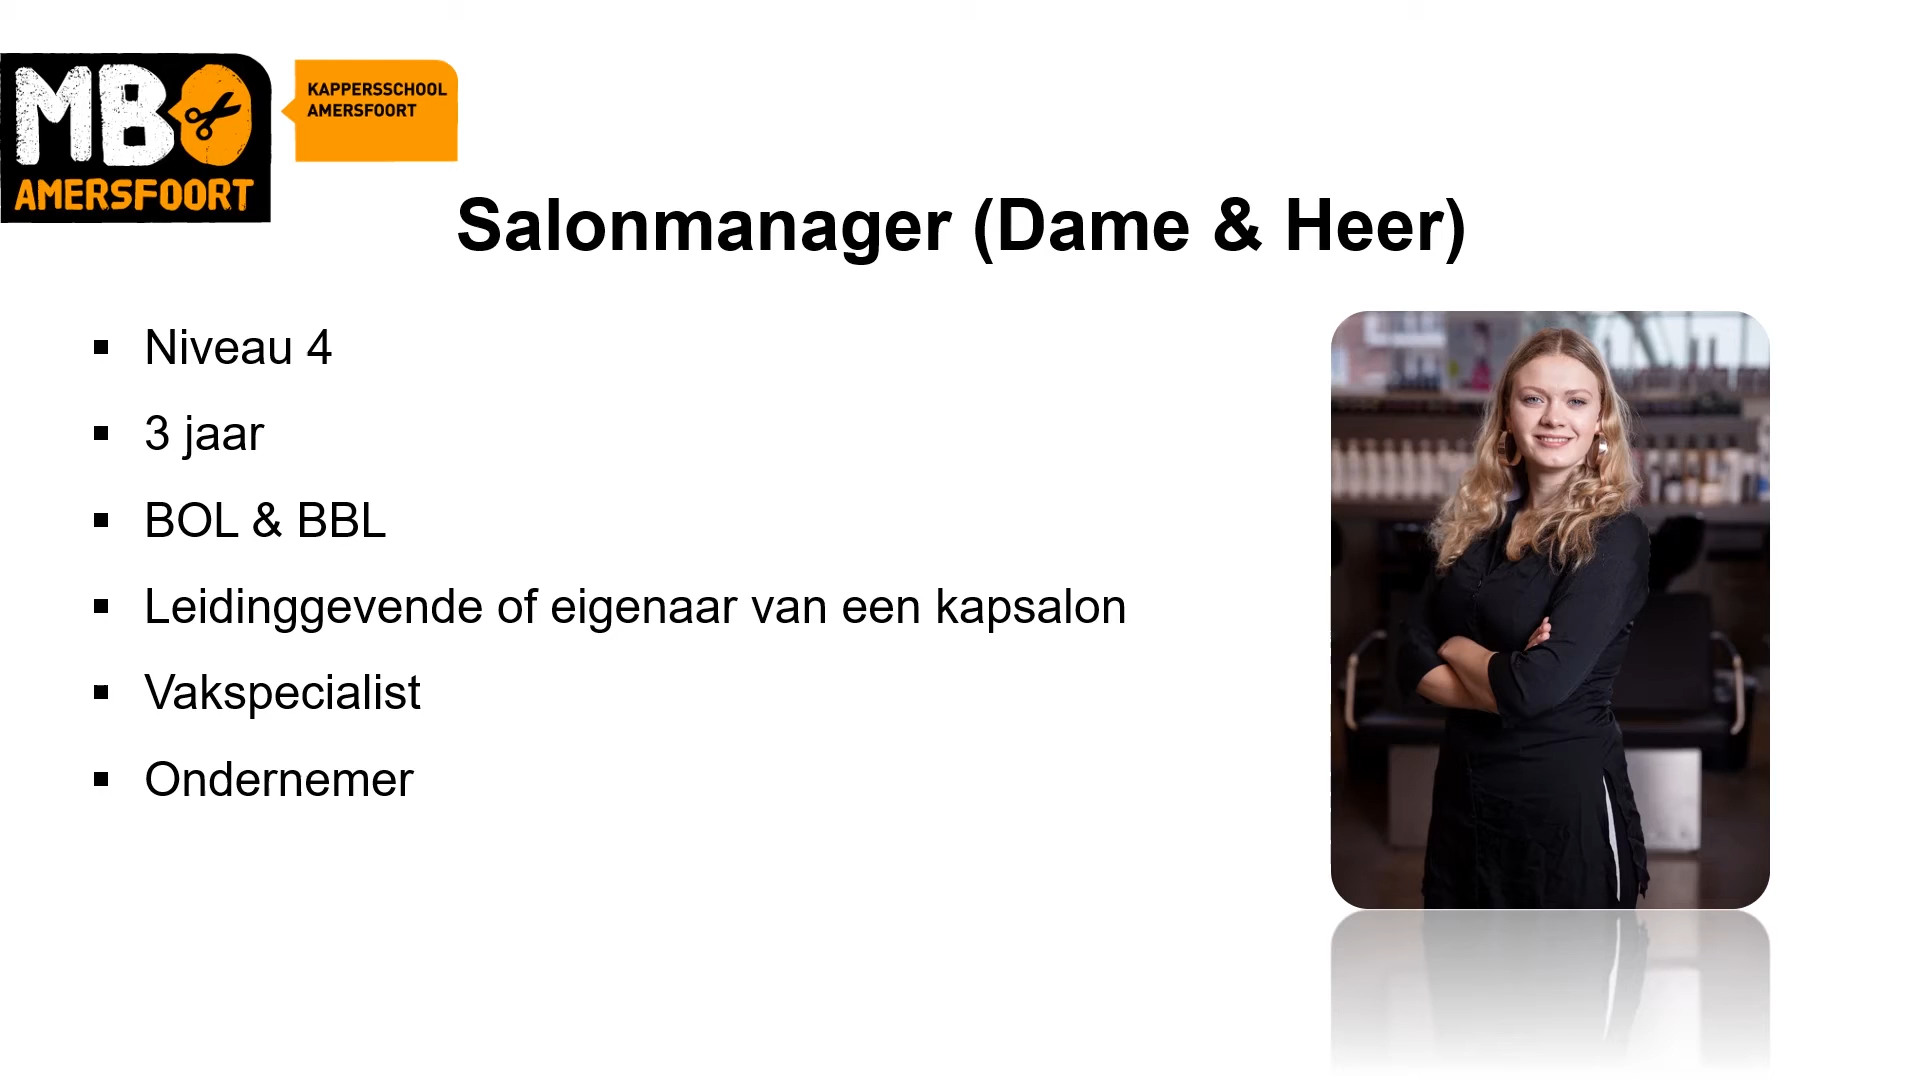 MBO
AMERSFOORT
KAPPERSSCHOOL
AMERSFOORT
Salonmanager (Dame & Heer)
▪ Niveau 4
▪ 3 jaar
▪ BOL & BBL
▪ Leidinggevende of eigenaar van een kapsalon
▪ Vakspecialist
▪ Ondernemer